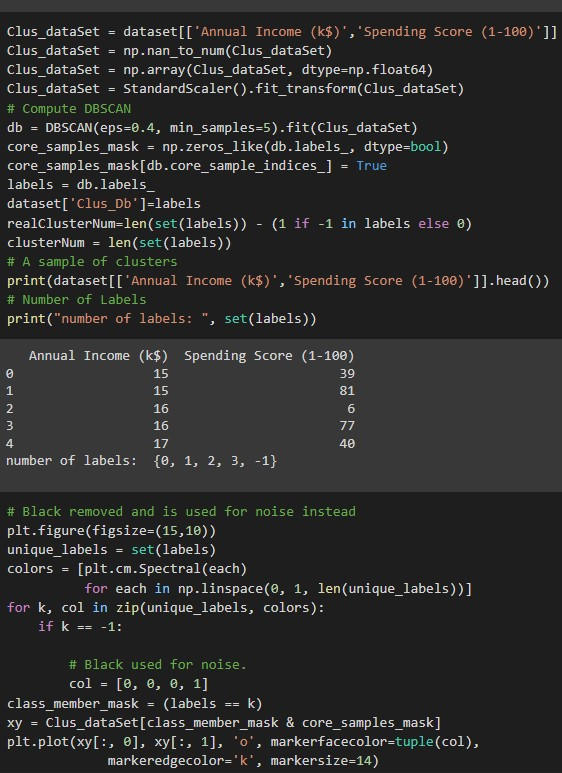 Clus_dataSet = dataset[['Annual Income (k$)','Spending Score (1-100)']]
Clus_dataSet = np.nan_to_num(Clus_dataSet)
Clus_dataSet = np.array(Clus_dataSet, dtype=np.float64)
Clus_dataSet = StandardScaler().fit_transform(Clus_dataSet)
# Compute DBSCAN
db = DBSCAN(eps=0.4, min_samples=5).fit(Clus_dataSet)
core_samples_mask = np.zeros_like(db.labels_, dtype=bool)
core_samples_mask[db.core_sample_indices_] = True
labels = db.labels_
dataset['Clus_Db']=labels
realClusterNum=len(set(labels)) - (1 if -1 in labels else 0)
clusterNum = len(set(labels))
# A sample of clusters
print(dataset[['Annual Income (k$)','Spending Score (1-100)']].head())
# Number of Labels
print("number of labels: ", set(labels))
   Annual Income (k$)  Spending Score (1-100)
0                  15                      39
1                  15                      81
2                  16                       6
3                  16                      77
4                  17                      40
number of labels:  {0, 1, 2, 3, -1}
# Black removed and is used for noise instead
plt.figure(figsize=(15,10))
unique_labels = set(labels)
colors = [plt.cm.Spectral(each)
          for each in np.linspace(0, 1, len(unique_labels))]
for k, col in zip(unique_labels, colors):
    if k == -1:
        # Black used for noise.
        col = [0, 0, 0, 1]
class_member_mask = (labels == k)
xy = Clus_dataSet[class_member_mask & core_samples_mask]
plt.plot(xy[:, 0], xy[:, 1], 'o', markerfacecolor=tuple(col),
             markeredgecolor='k', markersize=14)